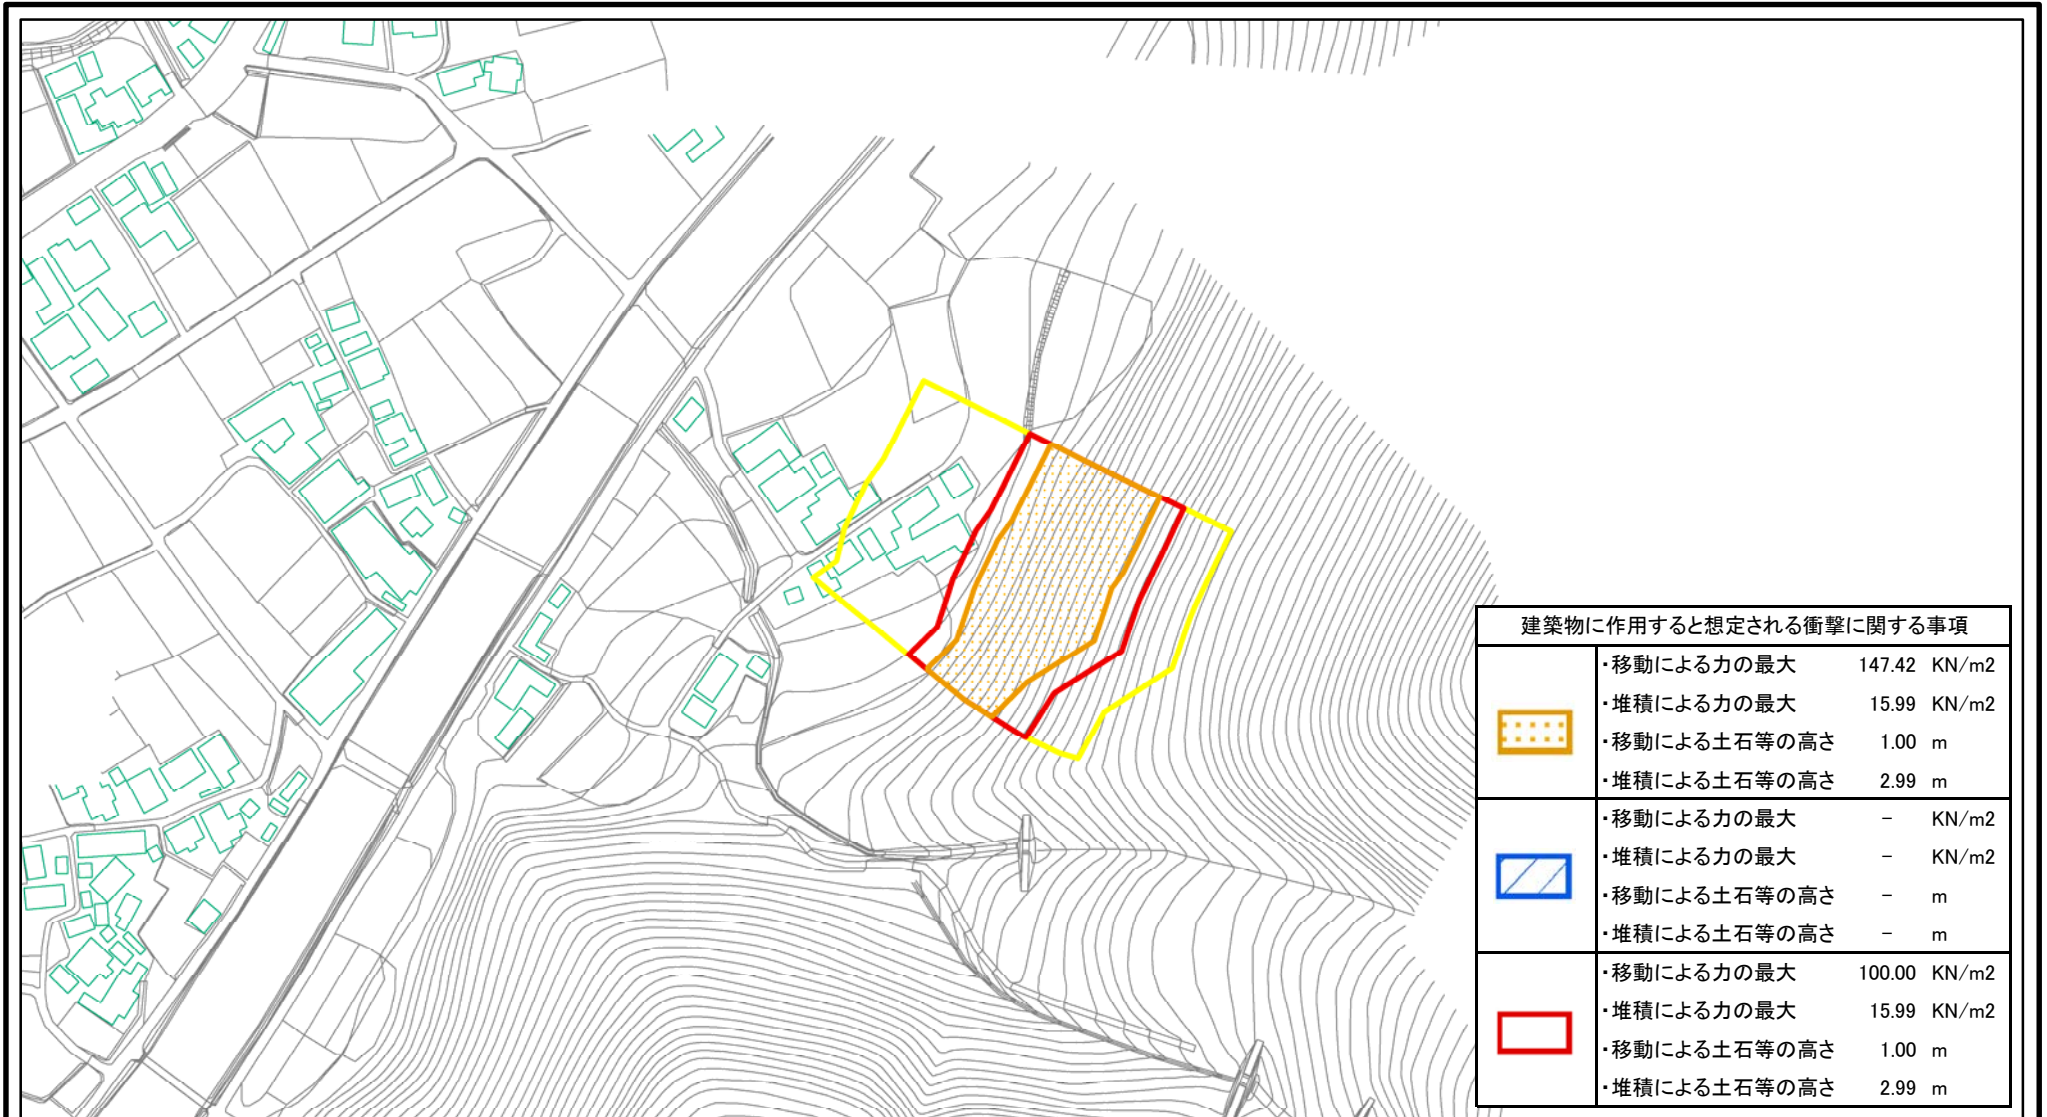 建築物に作用すると想定される衝撃に関する事項
・移動による力の最大 147.42 KN/m2
・堆積による力の最大 15.99 KN/m2
・移動による土石等の高さ 1.00 m
・堆積による土石等の高さ 2.99 m
・移動による力の最大 － KN/m2
・堆積による力の最大 － KN/m2
・移動による土石等の高さ － m
・堆積による土石等の高さ － m
・移動による力の最大 100.00 KN/m2
・堆積による力の最大 15.99 KN/m2
・移動による土石等の高さ 1.00 m
・堆積による土石等の高さ 2.99 m